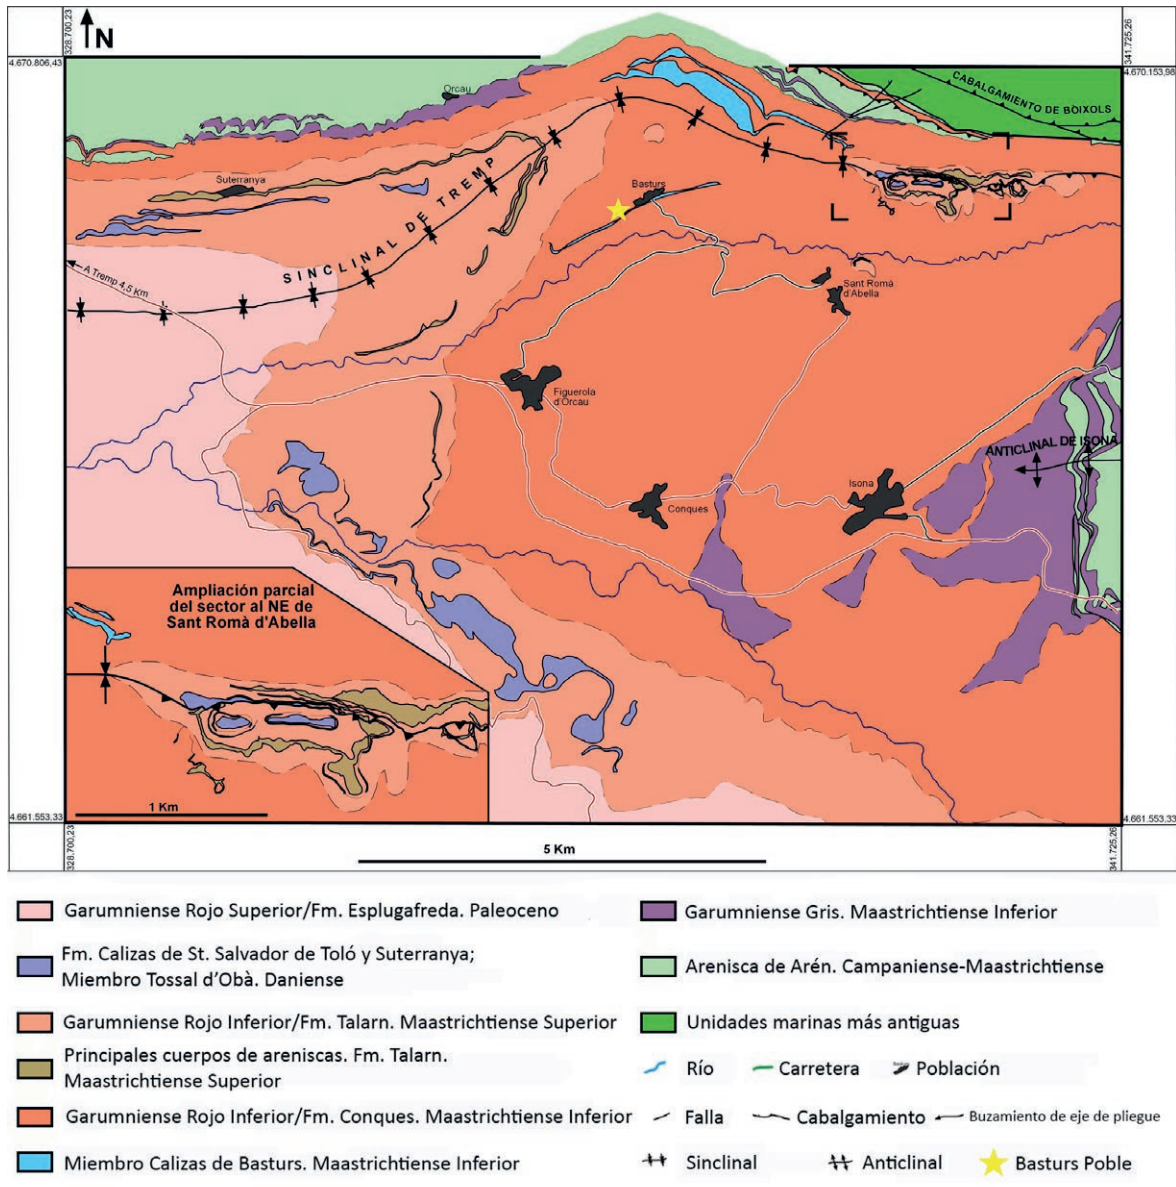 N
328.700,23
341.725,26
4.670.806,43
4.670.153,98
CABALGAMIENTO DE BÒIXOLS
Orcau
Suterranya
Basturs
SINCLINAL DE TREMP
A Tremp 4,5 Km
Sant Romà
d'Abella
Figuerola
d'Orcau
ANTICLINAL DE ISONA
Isona
Conques
Ampliación parcial
del sector al NE de
Sant Romà d'Abella
1 Km
4.661.553,33
4.661.553,33
328.700,23
341.725,26
5 Km
Garumniense Rojo Superior/Fm. Esplugafreda. Paleoceno
Fm. Calizas de St. Salvador de Toló y Suterranya;
Miembro Tossal d'Obà. Daniense
Garumniense Rojo Inferior/Fm. Talarn. Maastrichtiense Superior
Principales cuerpos de areniscas. Fm. Talarn.
Maastrichtiense Superior
Garumniense Rojo Inferior/Fm. Conques. Maastrichtiense Inferior
Miembro Calizas de Basturs. Maastrichtiense Inferior
Garumniense Gris. Maastrichtiense Inferior
Arenisca de Arén. Campaniense-Maastrichtiense
Unidades marinas más antiguas
Río Carretera Población
Falla Cabalgamiento Buzamiento de eje de pliegue
Sinclinal Anticlinal Basturs Poble